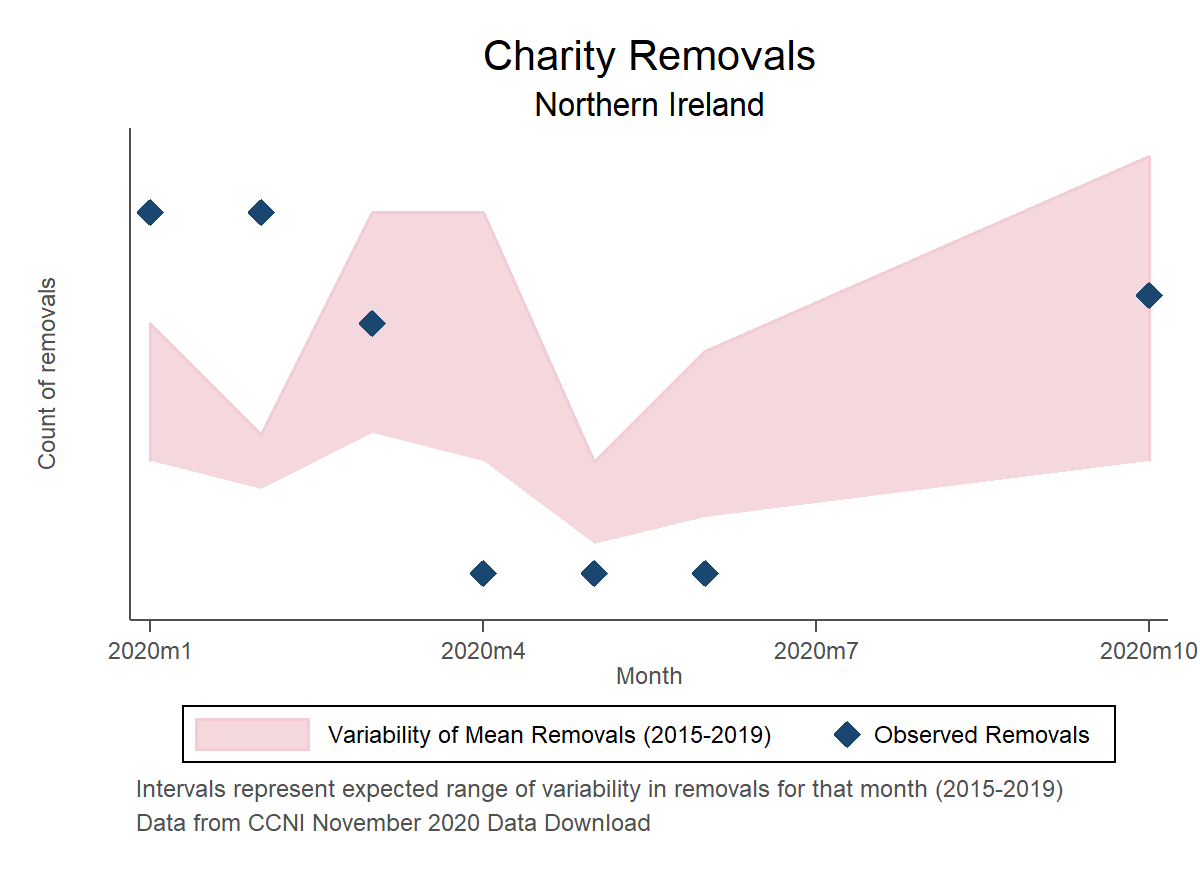 Charity Removals
Northern Ireland
Count of removals
2020m1
2020m4
2020m7
2020m10
Month
Variability of Mean Removals (2015-2019)
Observed Removals
Intervals represent expected range of variability in removals for that month (2015-2019)
Data from CCNI November 2020 Data Download